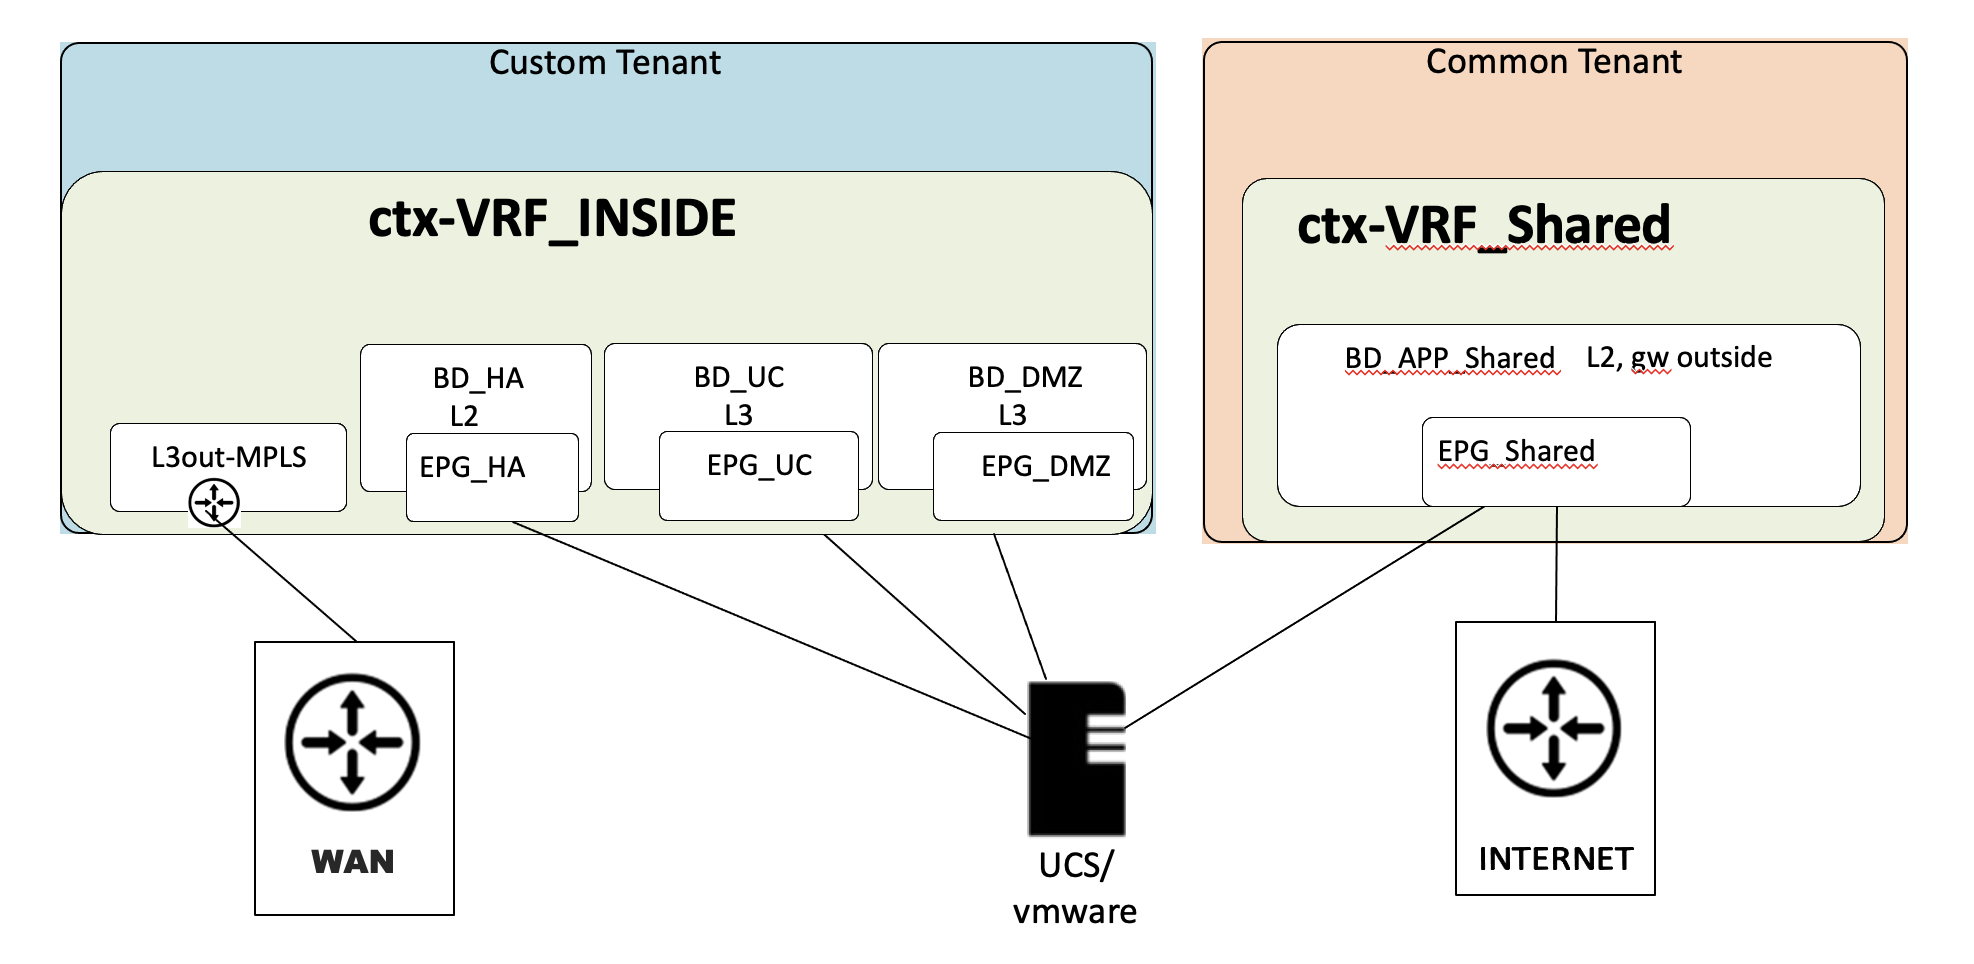 Custom Tenant
Common Tenant
ctx-VRF_INSIDE
ctx-VRF_Shared
BD_HA
L2
EPG_HA
BD_UC
L3
EPG_UC
BD_DMZ
L3
EPG_DMZ
L3out-MPLS
BD_APP_Shared L2, gw outside
EPG_Shared
WAN
UCS/
vmware
INTERNET